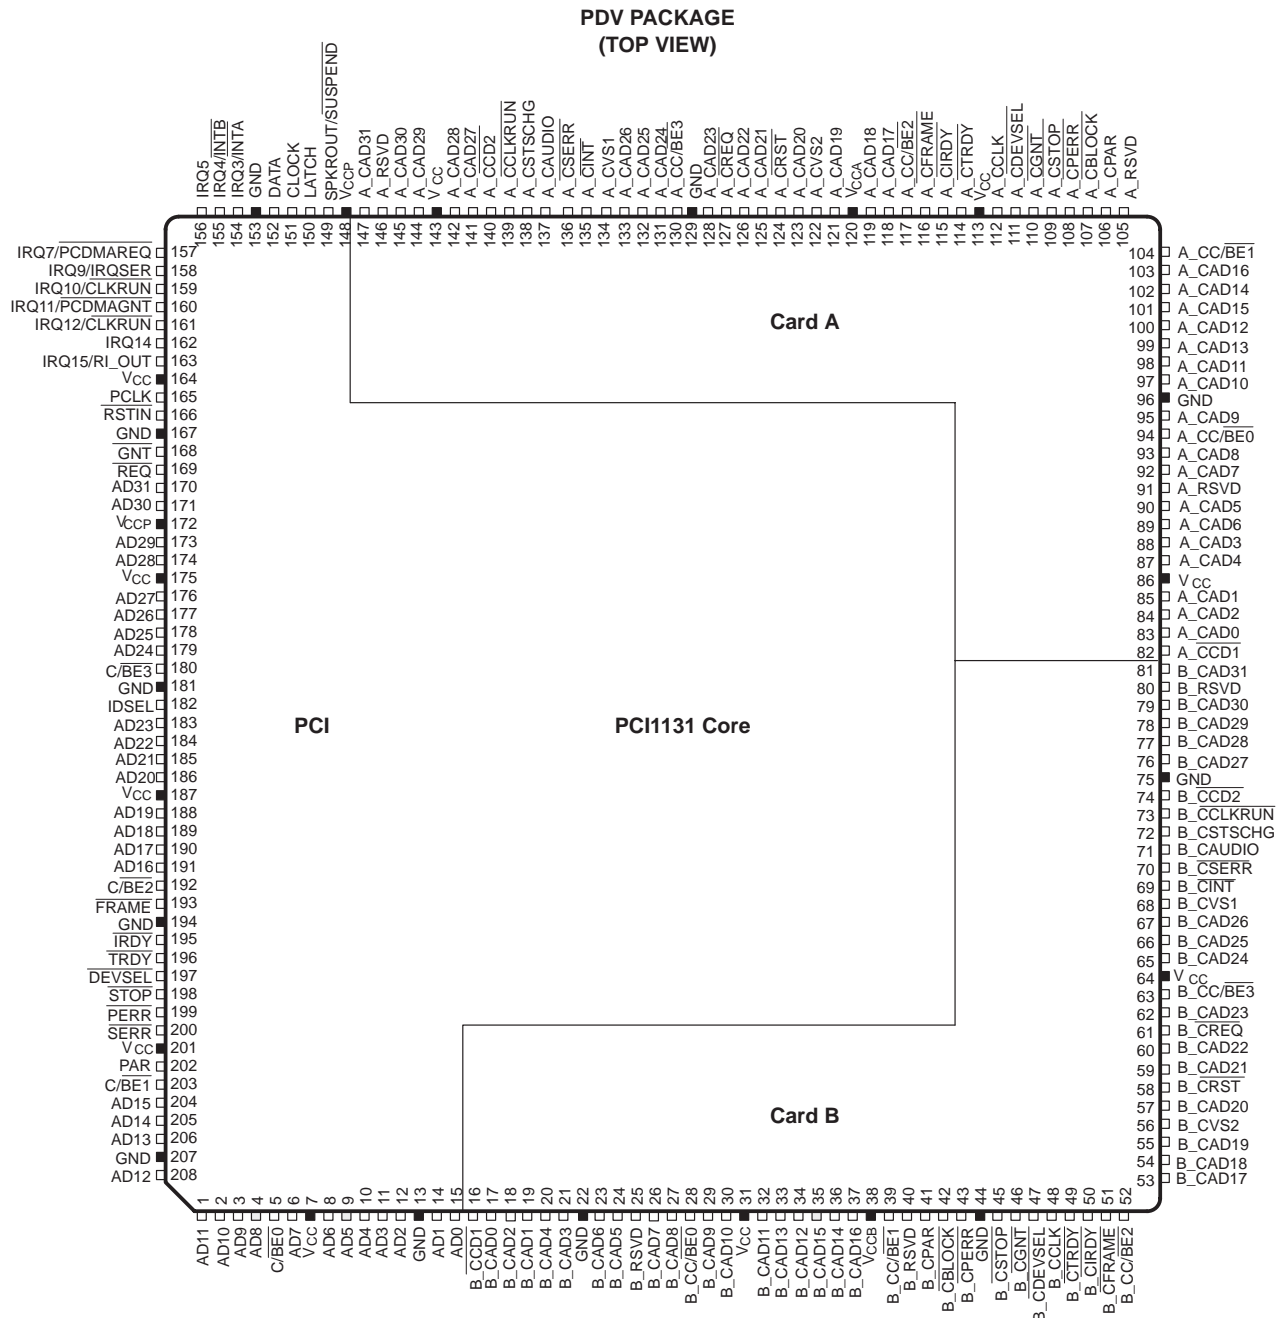 PDV PACKAGE
(TOP VIEW)
156 IRQ5
155 IRQ4/INTB
154 IRQ3/INTA
153 GND
152 DATA
151 CLOCK
150 LATCH
149 SPKROUT/SUSPEND
148 VCCP
147 A_CAD31
146 A_RSVD
145 A_CAD30
144 A_CAD29
143 VCC
142 A_CAD28
141 A_CAD27
140 A_CCD2
139 A_CCLKRUN
138 A_CSTSCHG
137 A_CAUDIO
136 A_CSERR
135 A_CINT
134 A_CVS1
133 A_CAD26
132 A_CAD25
131 A_CAD24
130 A_CC/BE3
129 GND
128 A_CAD23
127 A_CREQ
126 A_CAD22
125 A_CAD21
124 A_CRST
123 A_CAD20
122 A_CVS2
121 A_CAD19
120 VCCA
119 A_CAD18
118 A_CAD17
117 A_CC/BE2
116 A_CFRAME
115 A_CIRDY
114 A_CTRDY
113 VCC
112 A_CCLK
111 A_CDEVSEL
110 A_CGNT
109 A_CSTOP
108 A_CPERR
107 A_CBLOCK
106 A_CPAR
105 A_RSVD
IRQ7/PCDMAREQ 157
IRQ9/IRQSER 158
IRQ10/CLKRUN 159
IRQ11/PCDMAGNT 160
IRQ12/CLKRUN 161
IRQ14 162
IRQ15/RI_OUT 163
VCC 164
PCLK 165
RSTIN 166
GND 167
GNT 168
REQ 169
AD31 170
AD30 171
VCCP 172
AD29 173
AD28 174
VCC 175
AD27 176
AD26 177
AD25 178
AD24 179
C/BE3 180
GND 181
IDSEL 182
AD23 183
AD22 184
AD21 185
AD20 186
VCC 187
AD19 188
AD18 189
AD17 190
AD16 191
C/BE2 192
FRAME 193
GND 194
IRDY 195
TRDY 196
DEVSEL 197
STOP 198
PERR 199
SERR 200
VCC 201
PAR 202
C/BE1 203
AD15 204
AD14 205
AD13 206
GND 207
AD12 208
Card A
PCI
PCI1131 Core
Card B
104 A_CC/BE1
103 A_CAD16
102 A_CAD14
101 A_CAD15
100 A_CAD12
99 A_CAD13
98 A_CAD11
97 A_CAD10
96 GND
95 A_CAD9
94 A_CC/BE0
93 A_CAD8
92 A_CAD7
91 A_RSVD
90 A_CAD5
89 A_CAD6
88 A_CAD3
87 A_CAD4
86 VCC
85 A_CAD1
84 A_CAD2
83 A_CAD0
82 A_CCD1
81 B_CAD31
80 B_RSVD
79 B_CAD30
78 B_CAD29
77 B_CAD28
76 B_CAD27
75 GND
74 B_CCD2
73 B_CCLKRUN
72 B_CSTSCHG
71 B_CAUDIO
70 B_CSERR
69 B_CINT
68 B_CVS1
67 B_CAD26
66 B_CAD25
65 B_CAD24
64 VCC
63 B_CC/BE3
62 B_CAD23
61 B_CREQ
60 B_CAD22
59 B_CAD21
58 B_CRST
57 B_CAD20
56 B_CVS2
55 B_CAD19
54 B_CAD18
53 B_CAD17
1 AD11
2 AD10
3 AD9
4 AD8
5 C/BE0
6 AD7
7 VCC
8 AD6
9 AD5
10 AD4
11 AD3
12 AD2
13 GND
14 AD1
15 AD0
16 B_CCD1
17 B_CAD0
18 B_CAD2
19 B_CAD1
20 B_CAD4
21 B_CAD3
22 GND
23 B_CAD6
24 B_CAD5
25 B_RSVD
26 B_CAD7
27 B_CAD8
28 B_CC/BE0
29 B_CAD9
30 B_CAD10
31 VCC
32 B_CAD11
33 B_CAD13
34 B_CAD12
35 B_CAD15
36 B_CAD14
37 B_CAD16
38 VCCB
39 B_CC/BE1
40 B_RSVD
41 B_CPAR
42 B_CBLOCK
43 B_CPERR
44 GND
45 B_CSTOP
46 B_CGNT
47 B_CDEVSEL
48 B_CCLK
49 B_CTRDY
50 B_CIRDY
51 B_CFRAME
52 B_CC/BE2